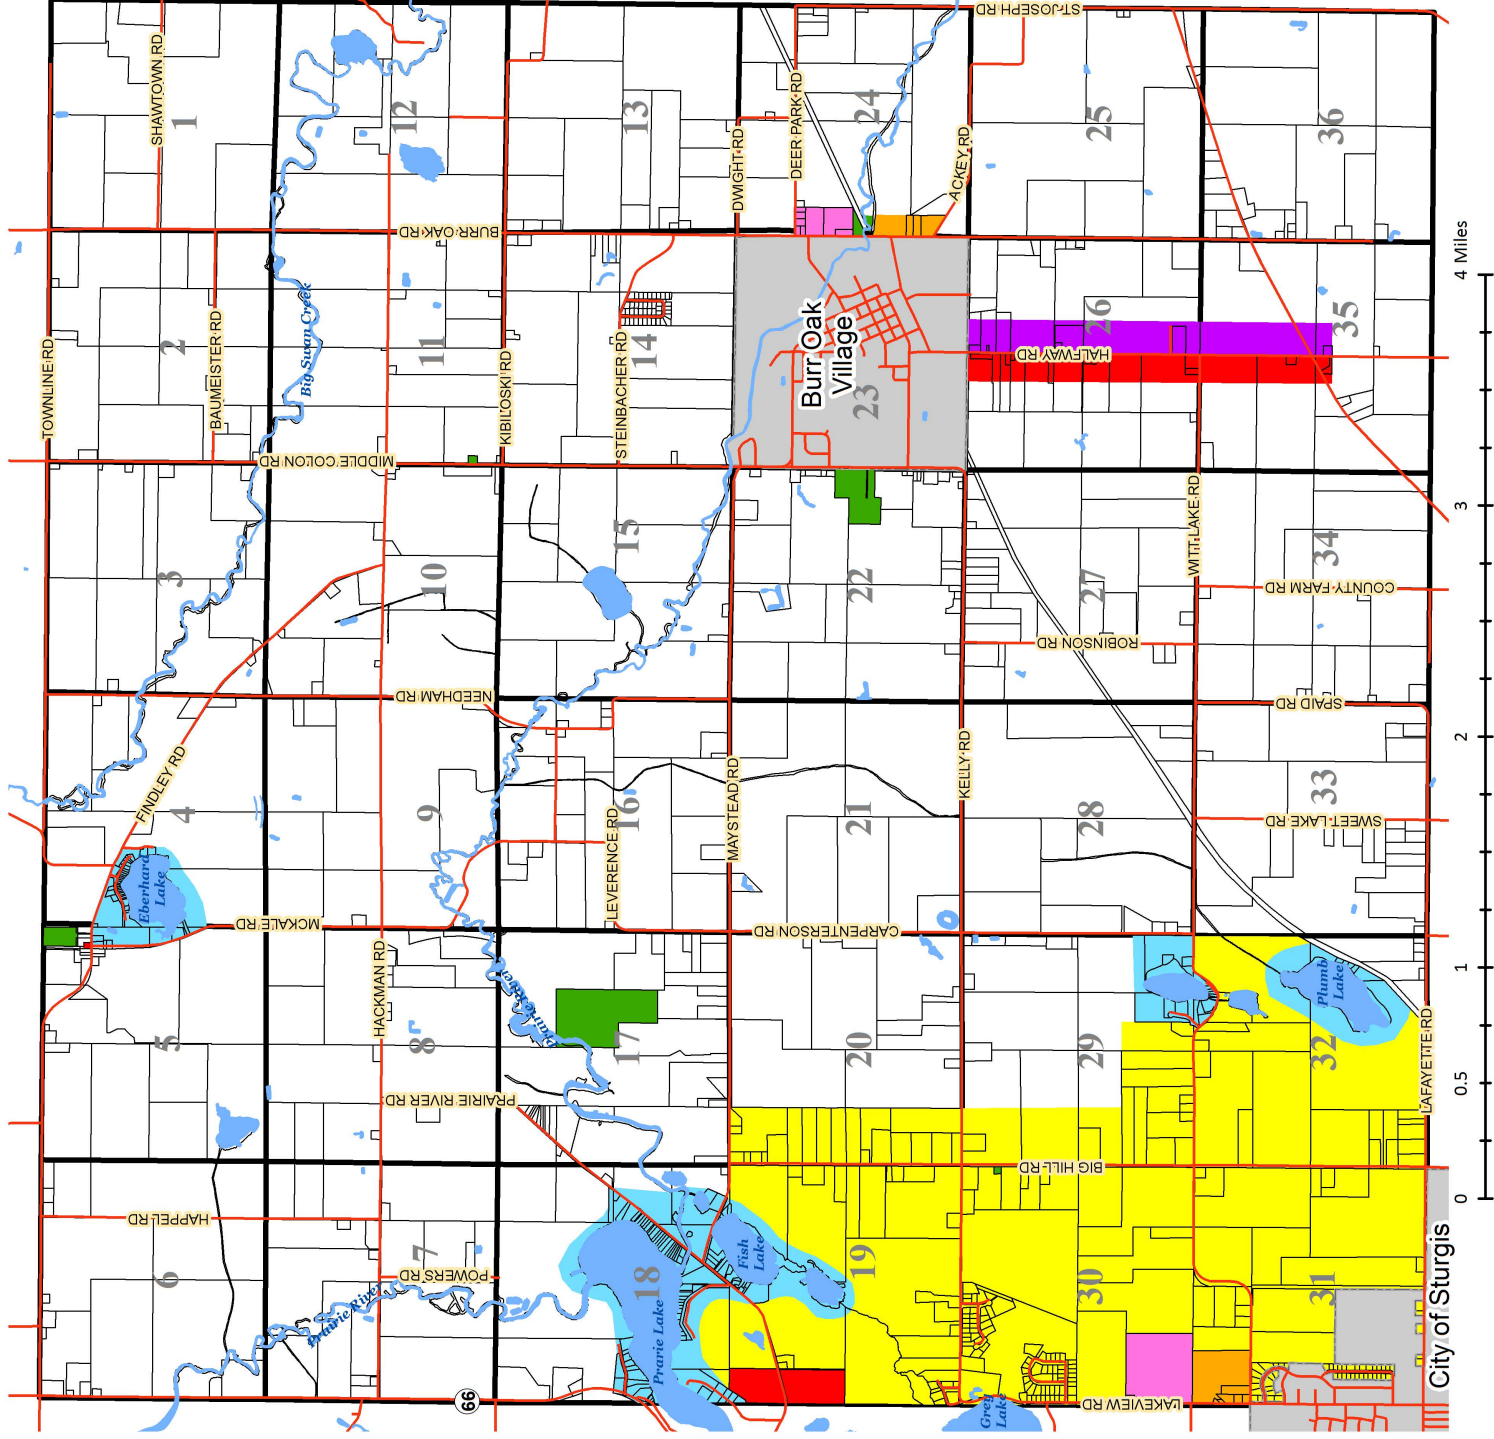 ST JOSEPH RD
SHAWTOWN RD
1
12
13
DWIGHT RD
DEER PARK RD
24
ACKEY RD
25
36
BURR OAK RD
TOWNLINE RD
2
BAUMEISTER RD
Big Swan Creek
11
KIBILOSKI RD
STEINBACHER RD
14
Burr Oak
Village
23
HALFWAY RD
26
35
4 Miles
MIDDLE COLON RD
3
10
15
22
27
WITT LAKE RD
34
COUNTY FARM RD
ROBINSON RD
3
NEEDHAM RD
SPAID RD
FINDLEY RD
4
9
16
LEVERENCE RD
MAYSTEAD RD
21
KELLY RD
28
33
SWEET LAKE RD
2
Eberhard
Lake
MCKALE RD
CARPENTERSON RD
HACKMAN RD
5
8
Prairie River
17
20
29
32
Plumb
Lake
LAFAYETTE RD
1
0.5
0
PRAIRIE RIVER RD
BIG HILL RD
HAPPEL RD
6
7
POWERS RD
Prairie River
18
Prarie Lake
Fish
Lake
19
30
31
66
Grey
Lake
LAKEVIEW RD
City of Sturgis